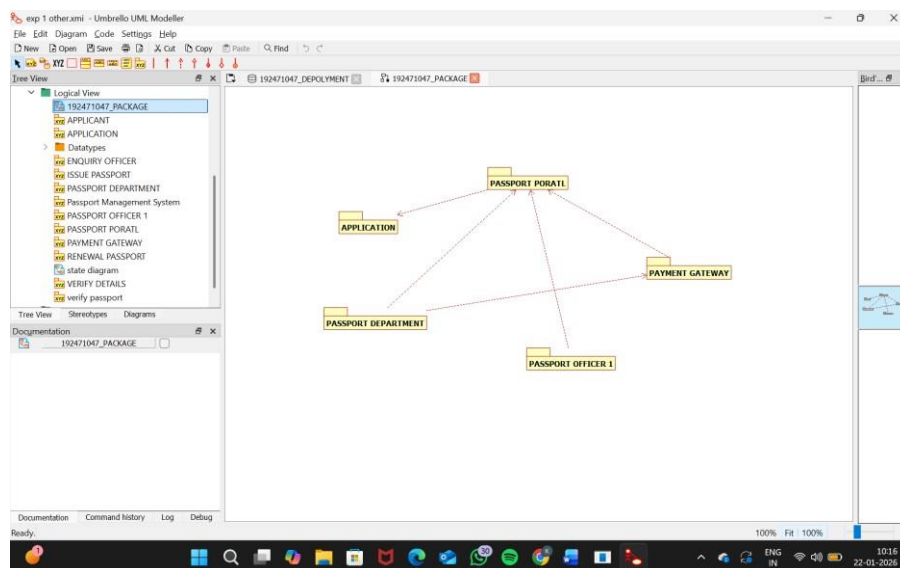 exp 1 other.xmi - Umbrello UML Modeller
File Edit Diagram Code Settings Help
New Open Save Cut Copy Paste Find
XYZ
Tree View
192471047_DEPOLYMENT 192471047_PACKAGE
Bird'...
Logical View
192471047_PACKAGE
APPLICANT
APPLICATION
Datatypes
ENQUIRY OFFICER
ISSUE PASSPORT
PASSPORT DEPARTMENT
Passport Management System
PASSPORT OFFICER 1
PASSPORT PORATL
PAYMENT GATEWAY
RENEWAL PASSPORT
state diagram
VERIFY DETAILS
verify passport
Tree View Stereotypes Diagrams
Documentation
192471047_PACKAGE
PASSPORT PORATL
APPLICATION
PAYMENT GATEWAY
PASSPORT DEPARTMENT
PASSPORT OFFICER 1
Documentation Command history Log Debug
Ready.
100% Fit 100%
1
30
ENG
IN
10:16
22-01-2026